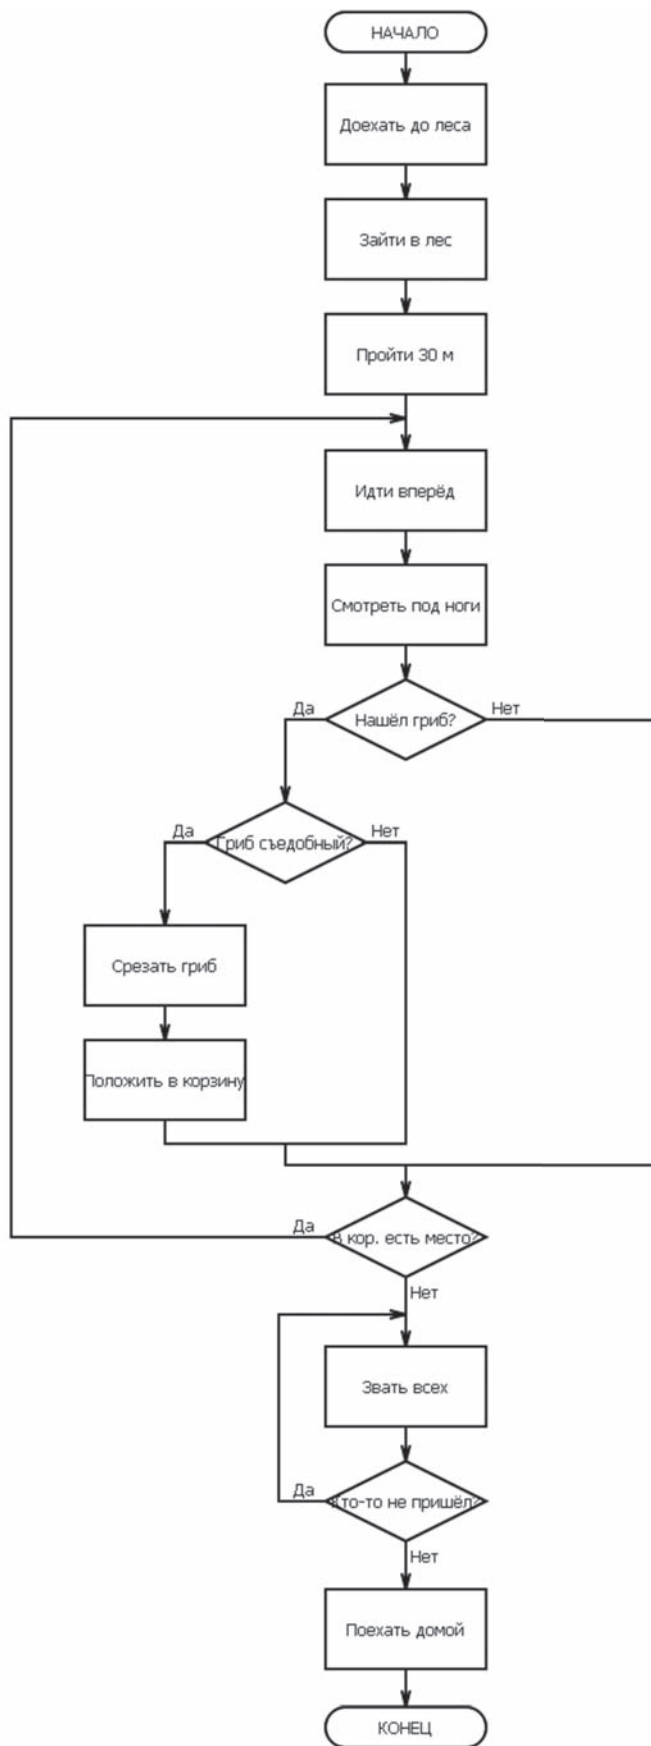 НАЧАЛО
Доехать до леса
Зайти в лес
Пройти 30 м
Идти вперёд
Смотреть под ноги
Нашёл гриб?
Да
Нет
Гриб съедобный?
Да
Нет
Срезать гриб
Положить в корзину
В кор. есть место?
Да
Нет
Звать всех
Кто-то не пришёл?
Да
Нет
Поехать домой
КОНЕЦ